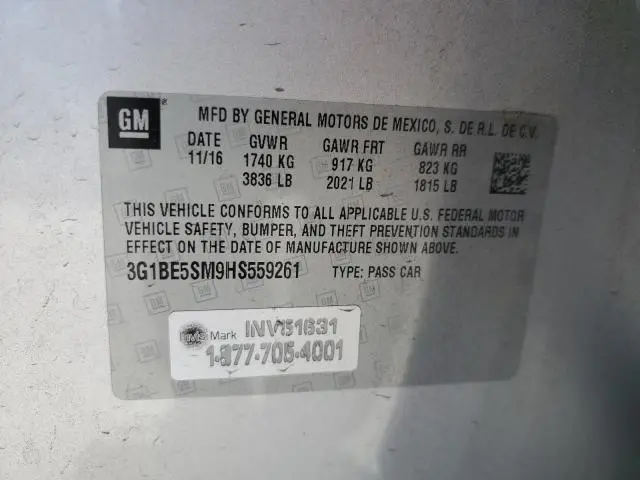 GM ®
MFD BY GENERAL MOTORS DE MEXICO, S. DE R.L. DE C.V.
DATE GVWR GAWR FRT GAWR RR
11/16 1740 KG 917 KG 823 KG
3836 LB 2021 LB 1815 LB
THIS VEHICLE CONFORMS TO ALL APPLICABLE U.S. FEDERAL MOTOR
VEHICLE SAFETY, BUMPER, AND THEFT PREVENTION STANDARDS IN
EFFECT ON THE DATE OF MANUFACTURE SHOWN ABOVE.
3G1BE5SM9HS559261 TYPE: PASS CAR
Mark
1-877-705-4001